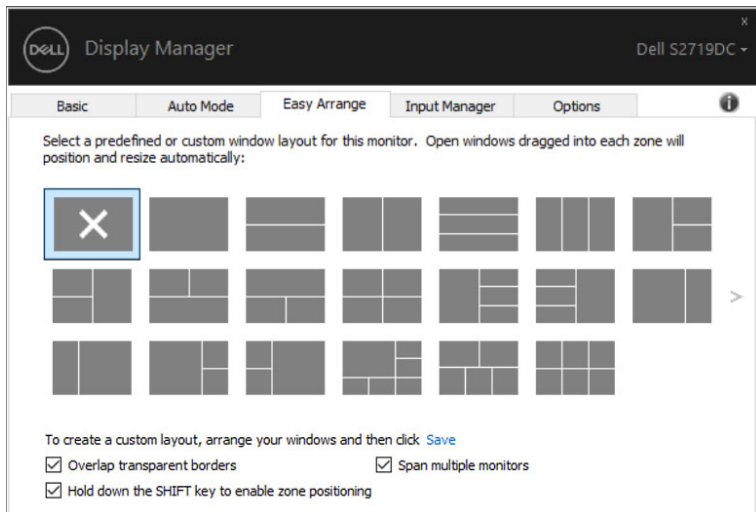 x
DELL
Display Manager
Dell S2719DC
Basic
Auto Mode
Easy Arrange
Input Manager
Options
i
Select a predefined or custom window layout for this monitor. Open windows dragged into each zone will
position and resize automatically:
>
To create a custom layout, arrange your windows and then click Save
Overlap transparent borders
Span multiple monitors
Hold down the SHIFT key to enable zone positioning